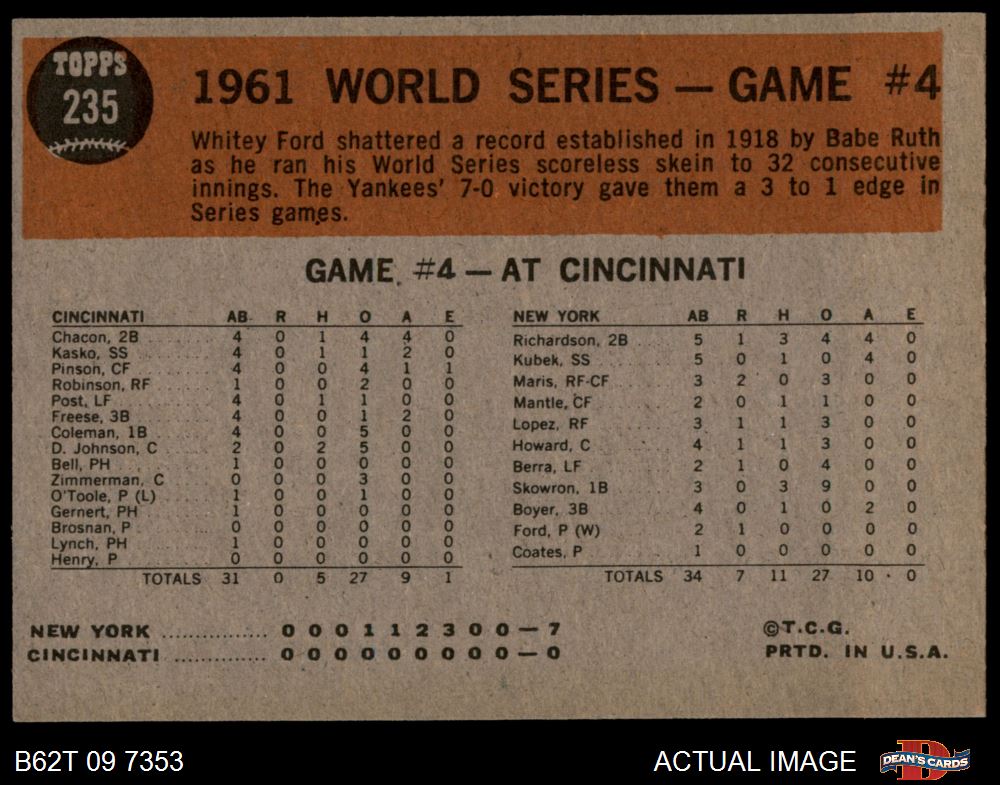 TOPPS
235
1961 WORLD SERIES — GAME #4
Whitey Ford shattered a record established in 1918 by Babe Ruth
as he ran his World Series scoreless skein to 32 consecutive
innings. The Yankees' 7-0 victory gave them a 3 to 1 edge in
Series games.
GAME #4 — AT CINCINNATI
CINCINNATI AB R H O A E
Chacon, 2B 4 0 1 4 4 0
Kasko, SS 4 0 1 1 2 0
Pinson, CF 4 0 0 4 1 1
Robinson, RF 1 0 0 2 0 0
Post, LF 4 0 1 1 0 0
Freese, 3B 4 0 0 1 2 0
Coleman, 1B 4 0 0 5 0 0
D. Johnson, C 2 0 2 5 0 0
Bell, PH 1 0 0 0 0 0
Zimmerman, C 0 0 0 3 0 0
O'Toole, P (L) 1 0 0 1 0 0
Gernert, PH 1 0 0 0 0 0
Brosnan, P 0 0 0 0 0 0
Lynch, PH 1 0 0 0 0 0
Henry, P 0 0 0 0 0 0
TOTALS 31 0 5 27 9 1
NEW YORK AB R H O A E
Richardson, 2B 5 1 3 4 4 0
Kubek, SS 5 0 1 0 4 0
Maris, RF-CF 3 2 0 3 0 0
Mantle, CF 2 0 1 1 0 0
Lopez, RF 3 1 1 3 0 0
Howard, C 4 1 1 3 0 0
Berra, LF 2 1 0 4 0 0
Skowron, 1B 3 0 3 9 0 0
Boyer, 3B 4 0 1 0 2 0
Ford, P (W) 2 1 0 0 0 0
Coates, P 1 0 0 0 0 0
TOTALS 34 7 11 27 10 0
NEW YORK ................ 0 0 0 1 1 2 3 0 0 — 7
CINCINNATI .............. 0 0 0 0 0 0 0 0 0 — 0
©T.C.G.
PRTD. IN U.S.A.
B62T 09 7353
ACTUAL IMAGE
D
DEAN'S CARDS